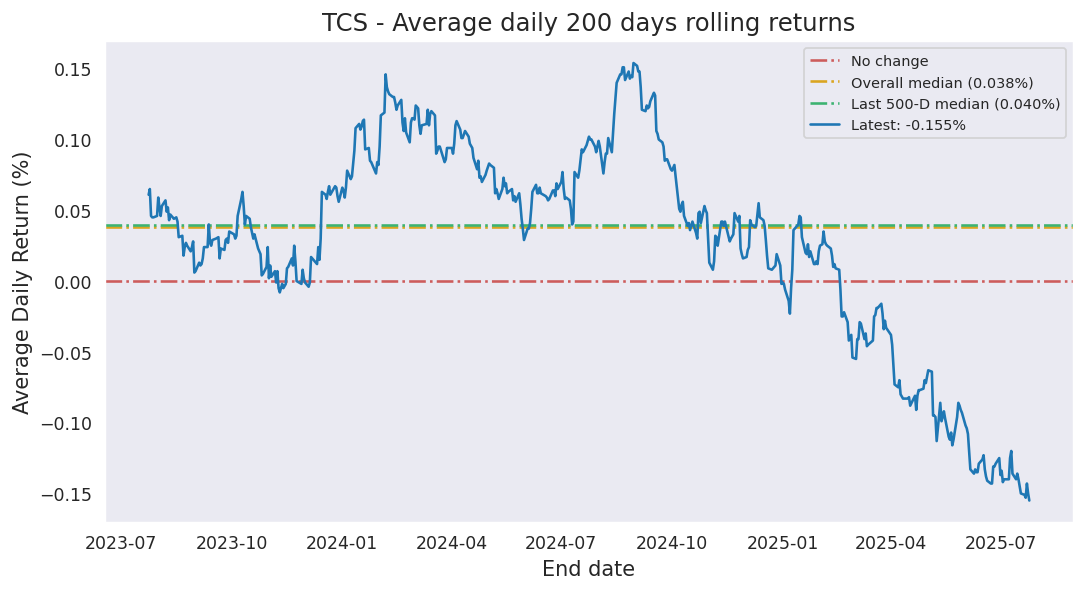 TCS - Average daily 200 days rolling returns
No change
Overall median (0.038%)
Last 500-D median (0.040%)
Latest: -0.155%
Average Daily Return (%)
0.15
0.10
0.05
0.00
−0.05
−0.10
−0.15
2023-07 2023-10 2024-01 2024-04 2024-07 2024-10 2025-01 2025-04 2025-07
End date